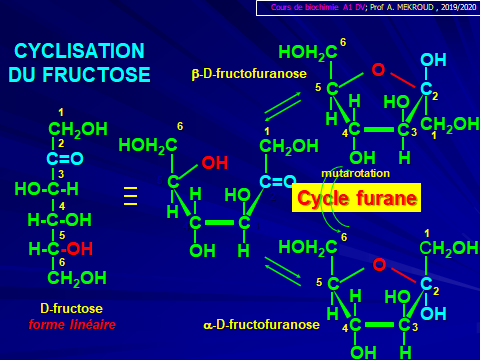 Cours de biochimie A1 DV; Prof A. MEKROUD , 2019/2020
CYCLISATION
DU FRUCTOSE
β-D-fructofuranose
HOH₂C 6
O
OH
5 C
C 2
H
H
HO
CH₂OH
1
4 C
C 3
OH
H
1
CH₂OH
2
C=O
3
HO-C-H
4
H-C-OH
5
H-C-OH
6
CH₂OH
D-fructose
forme linéaire
6
HOH₂C
OH
C
H
H
C
OH
HO
C
H
1
CH₂OH
C=O
mutarotation
Cycle furane
HOH₂C 6
O
1
CH₂OH
5 C
C 2
H
H
HO
OH
4 C
C 3
OH
H
α-D-fructofuranose